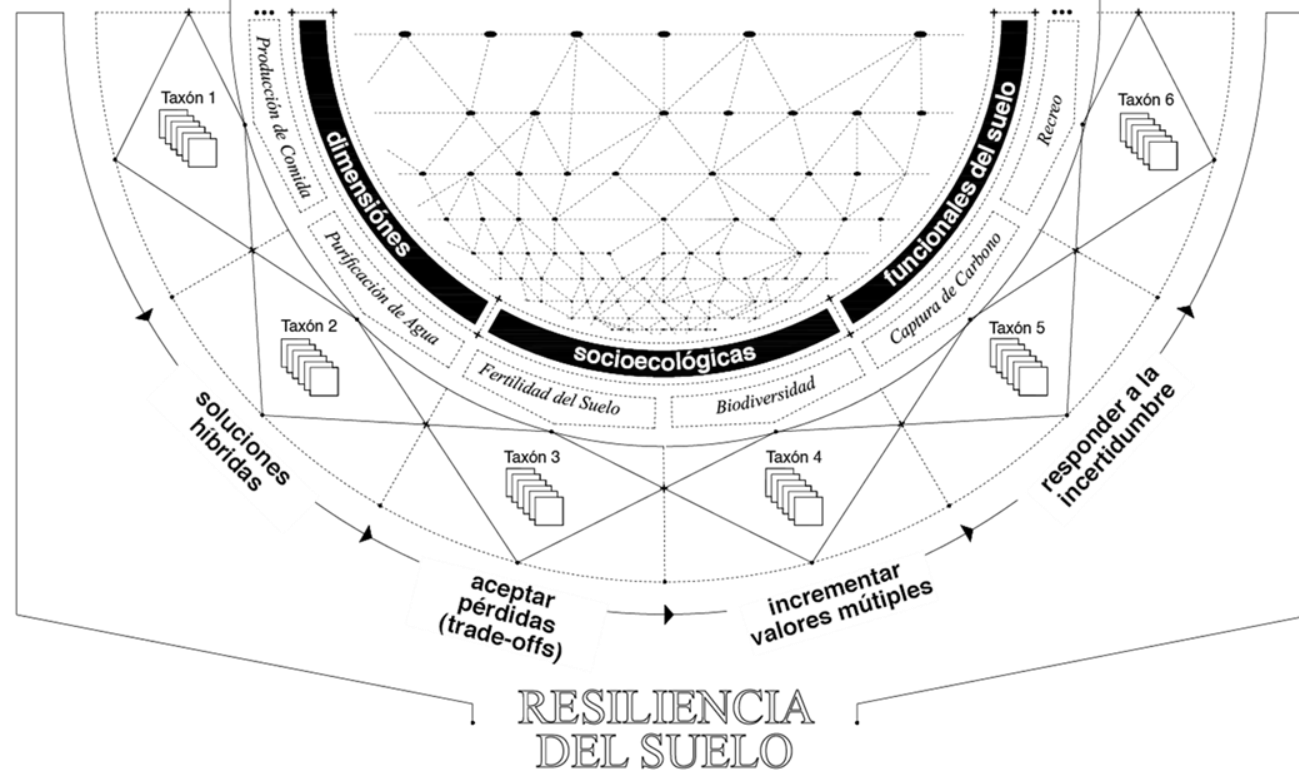 Taxón 1
Taxón 2
Taxón 3
Taxón 4
Taxón 5
Taxón 6
Producción de Comida
Purificación de Agua
Fertilidad del Suelo
Biodiversidad
Captura de Carbono
Recreo
dimensiónes
socioecológicas
funcionales del suelo
soluciones
híbridas
aceptar
pérdidas
(trade-offs)
incrementar
valores mútiples
responder a la
incertidumbre
RESILIENCIA
DEL SUELO